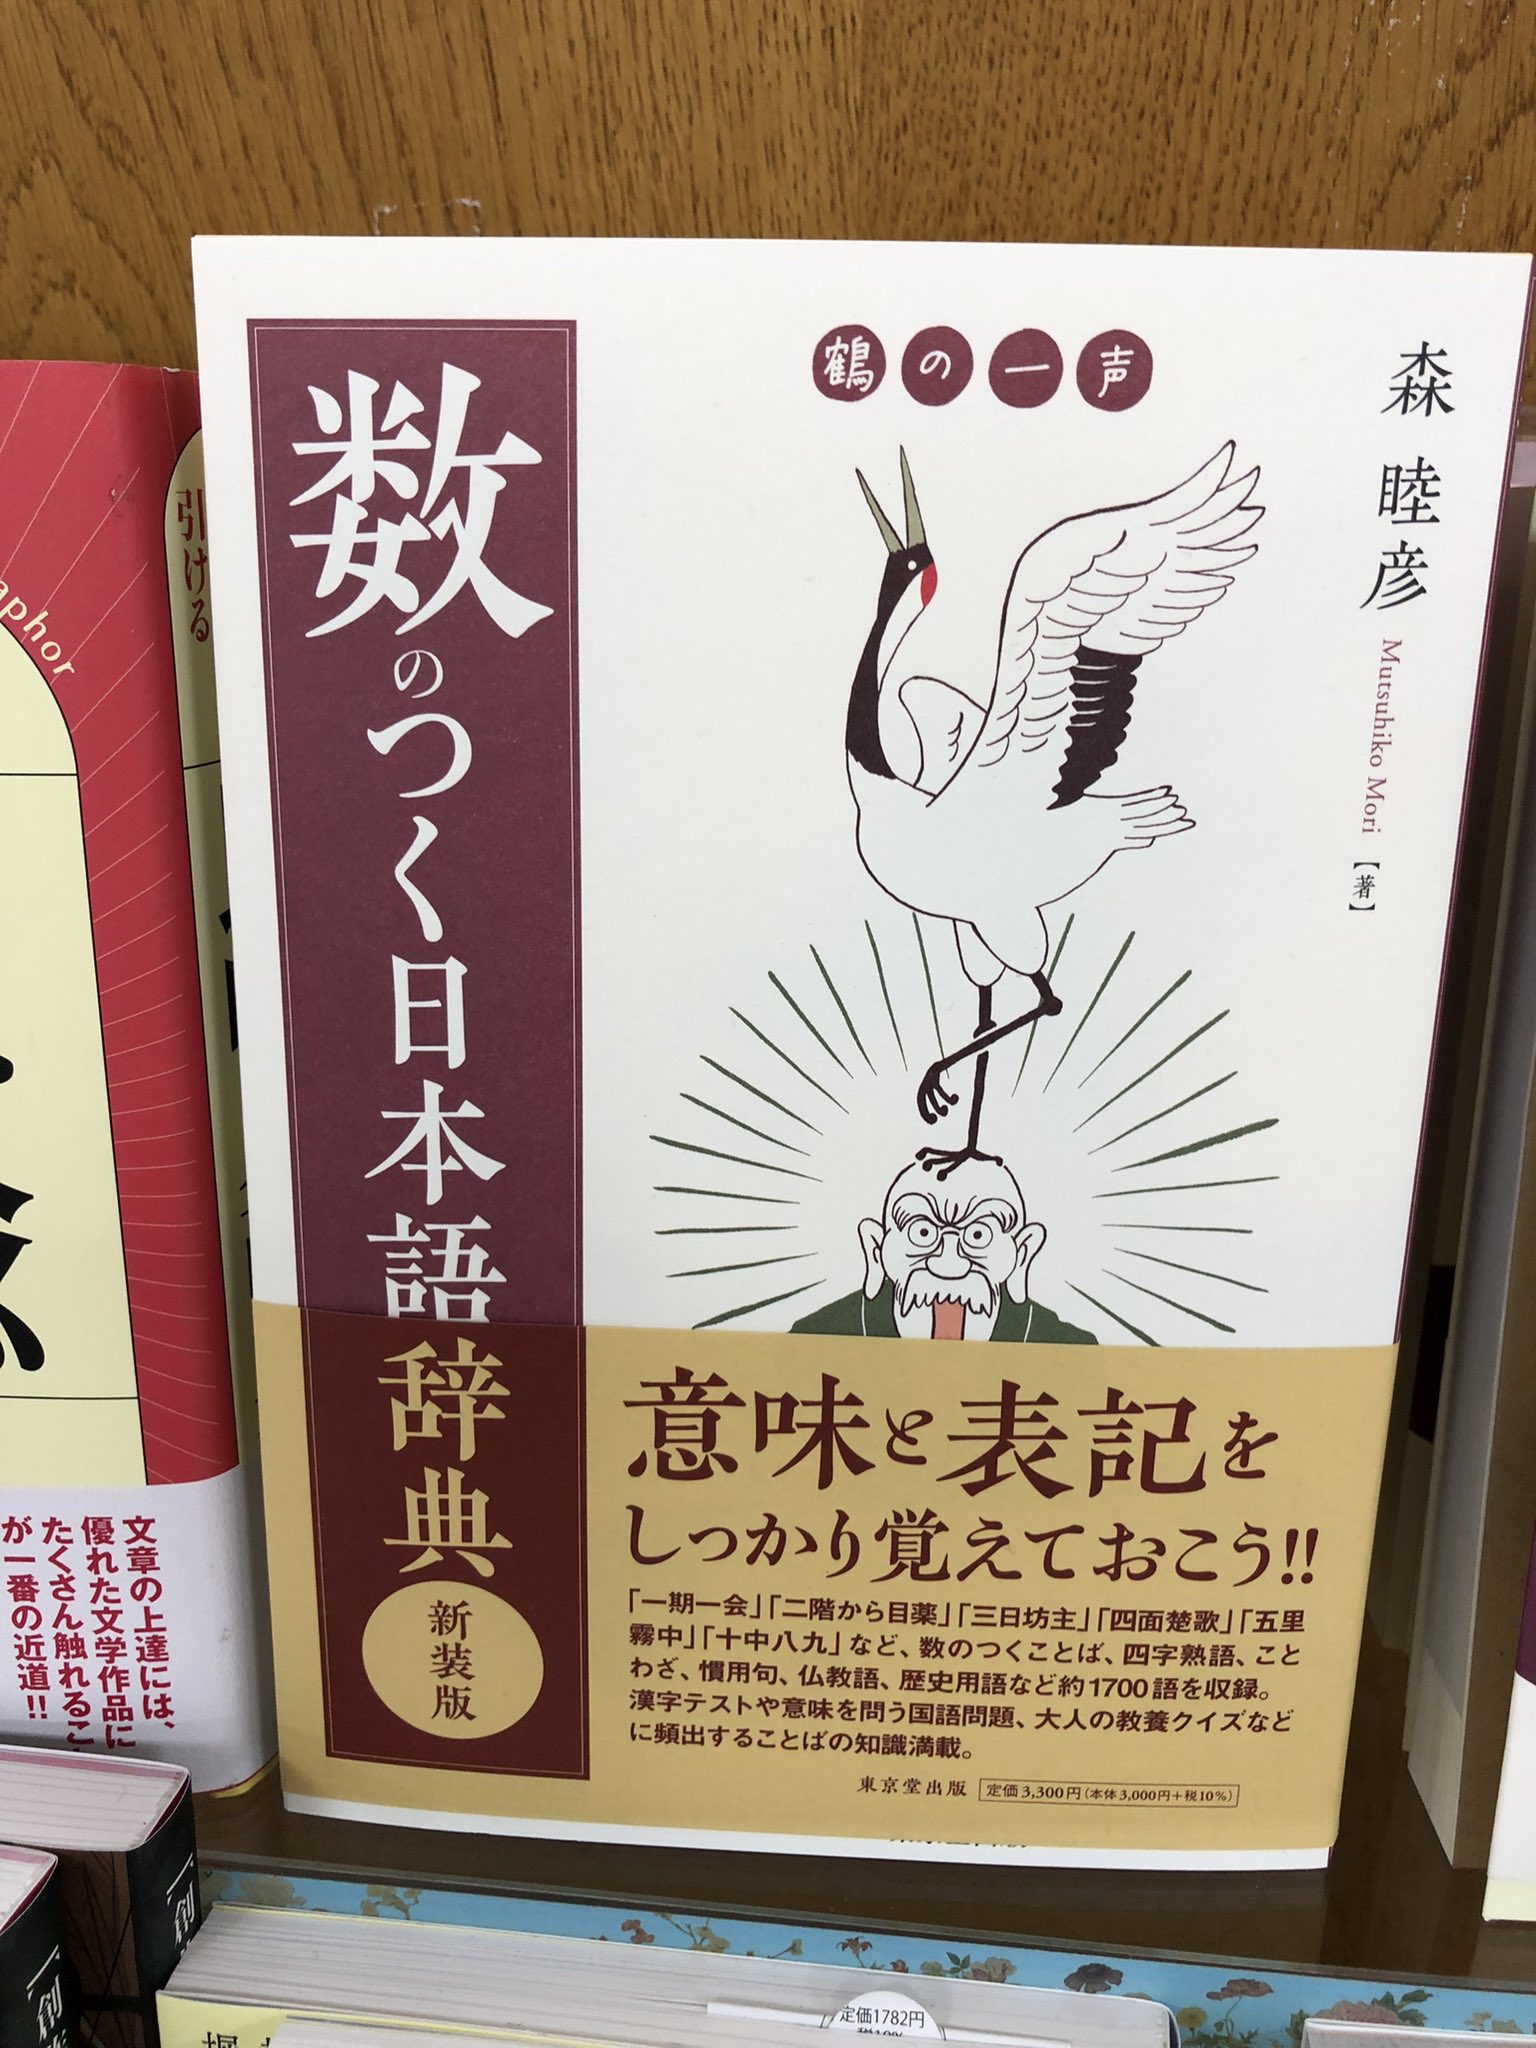 数のつく日本語辞典
新装版
鶴の一声
森睦彦
Mutsuhiko Mori
【著】
意味と表記を
しっかり覚えておこう!!
「一期一会」「二階から目薬」「三日坊主」「四面楚歌」「五里
霧中」「十中八九」など、数のつくことば、四字熟語、こと
わざ、慣用句、仏教語、歴史用語など約1700語を収録。
漢字テストや意味を問う国語問題、大人の教養クイズなど
に頻出することばの知識満載。
東京堂出版
定価3,300円(本体3,000円+税10%)
引ける
文章の上達には、
優れた文学作品に
たくさん触れるこ
が一番の近道!!
定価1782円